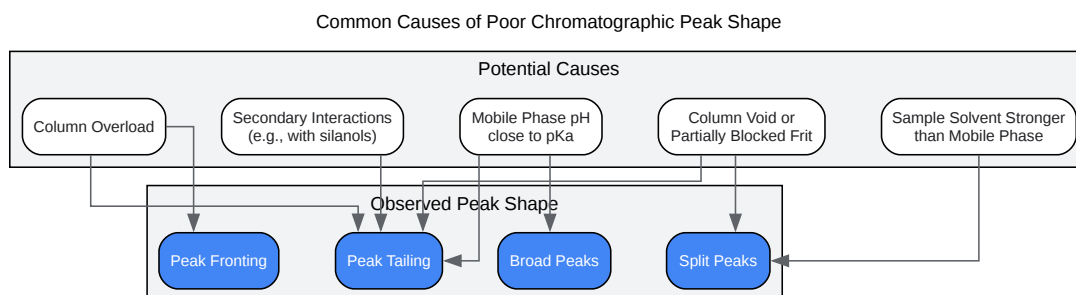 Common Causes of Poor Chromatographic Peak Shape
Potential Causes
Column Overload
Secondary Interactions
(e.g., with silanols)
Mobile Phase pH
close to pKa
Column Void or
Partially Blocked Frit
Sample Solvent Stronger
than Mobile Phase
Observed Peak Shape
Peak Fronting
Peak Tailing
Broad Peaks
Split Peaks